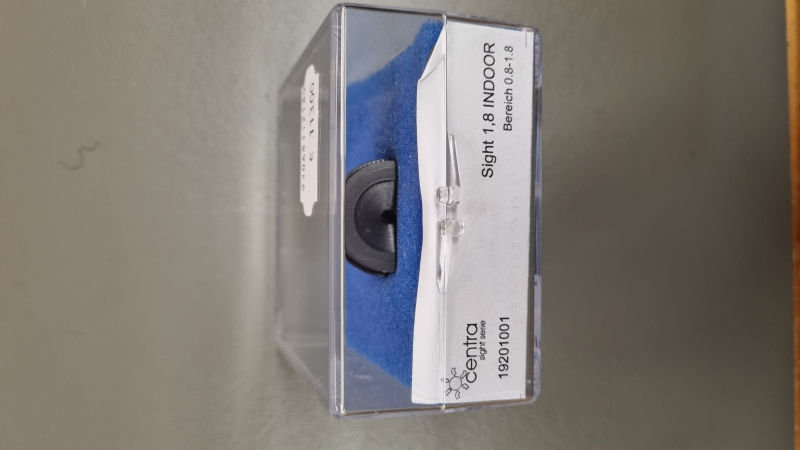 centra
sight serie
Sight 1,8 INDOOR
19201001
Bereich 0.8-1.8